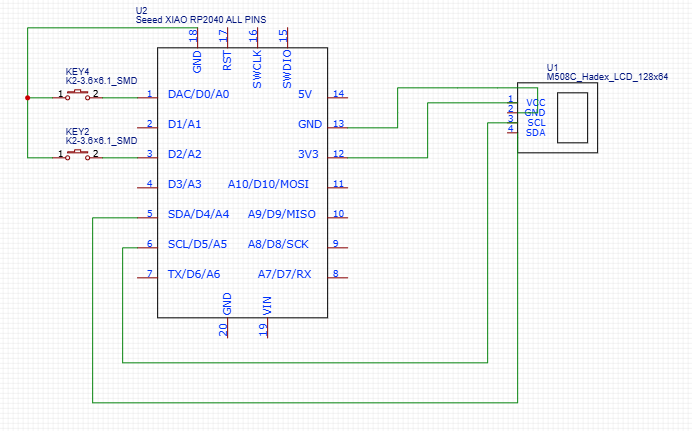 U2
Seeed XIAO RP2040 ALL PINS
18 17 16 15
GND RST SWCLK SWDIO
KEY4
K2-3.6×6.1_SMD
1 2
KEY2
K2-3.6×6.1_SMD
1 2
1 DAC/D0/A0 5V 14
2 D1/A1 GND 13
3 D2/A2 3V3 12
4 D3/A3 A10/D10/MOSI 11
5 SDA/D4/A4 A9/D9/MISO 10
6 SCL/D5/A5 A8/D8/SCK 9
7 TX/D6/A6 A7/D7/RX 8
GND VIN
20 19
U1
M508C_Hadex_LCD_128x64
1 VCC
2 GND
3 SCL
4 SDA